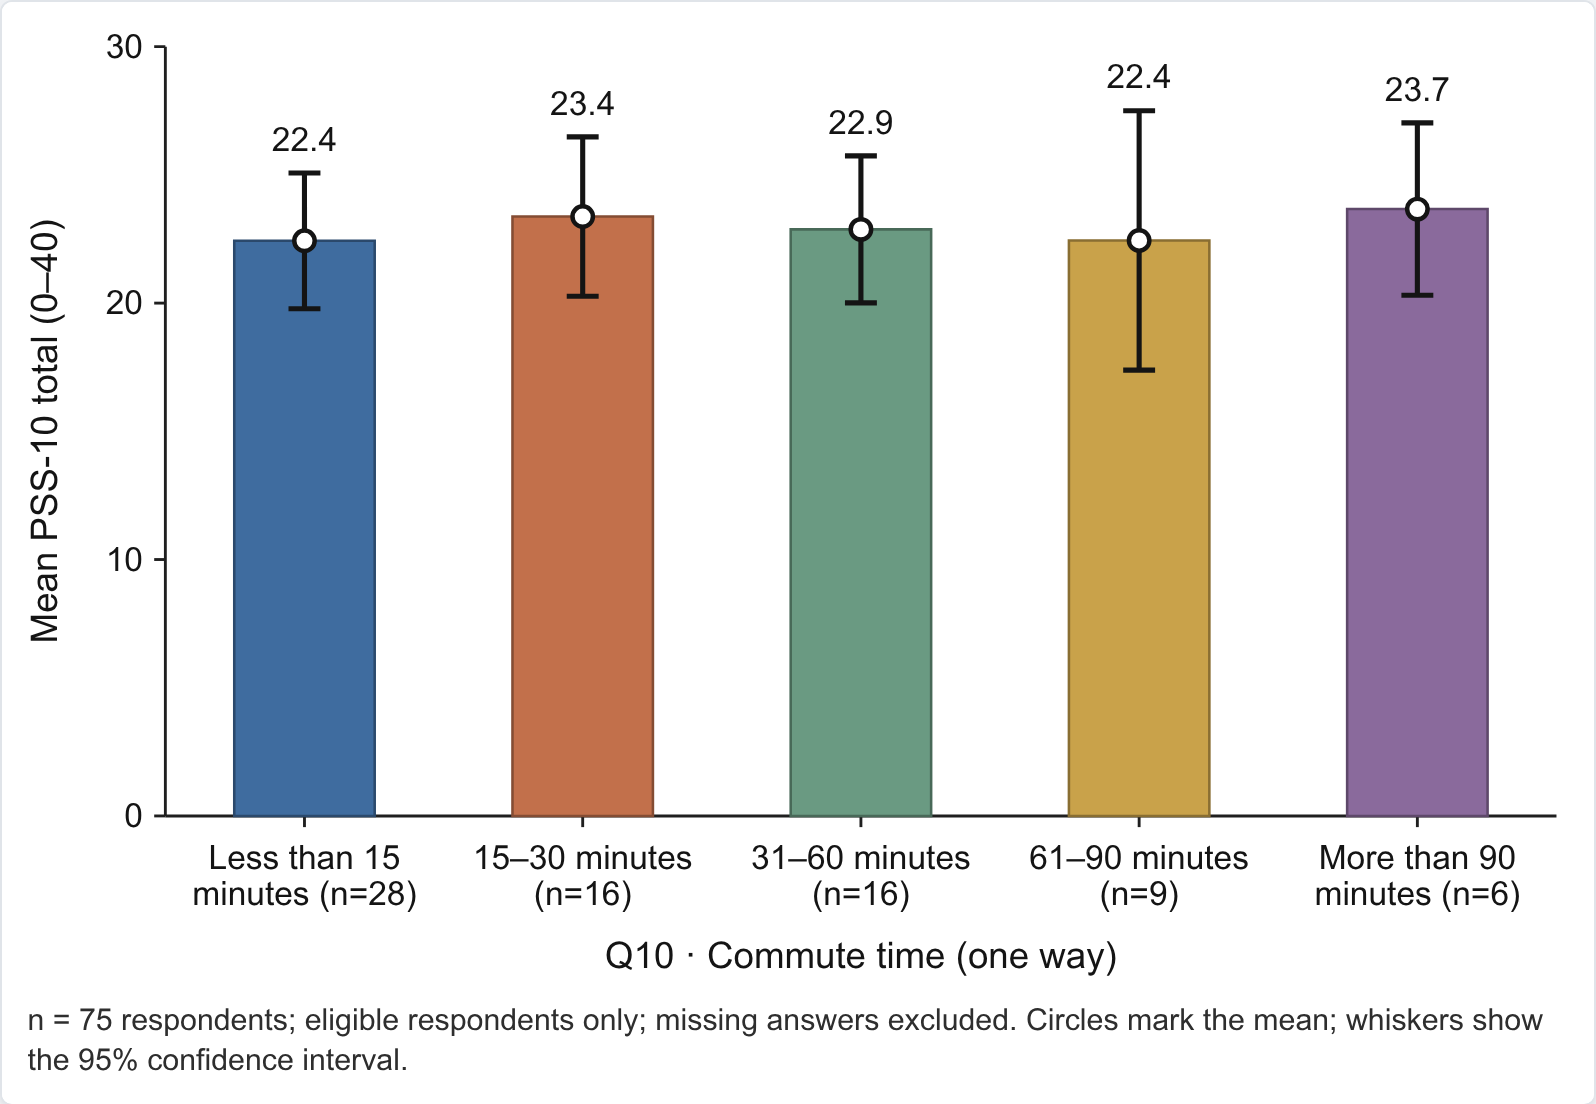 30
20
10
0
Mean PSS-10 total (0–40)
22.4
23.4
22.9
22.4
23.7
Less than 15
minutes (n=28)
15–30 minutes
(n=16)
31–60 minutes
(n=16)
61–90 minutes
(n=9)
More than 90
minutes (n=6)
Q10 · Commute time (one way)
n = 75 respondents; eligible respondents only; missing answers excluded. Circles mark the mean; whiskers show
the 95% confidence interval.